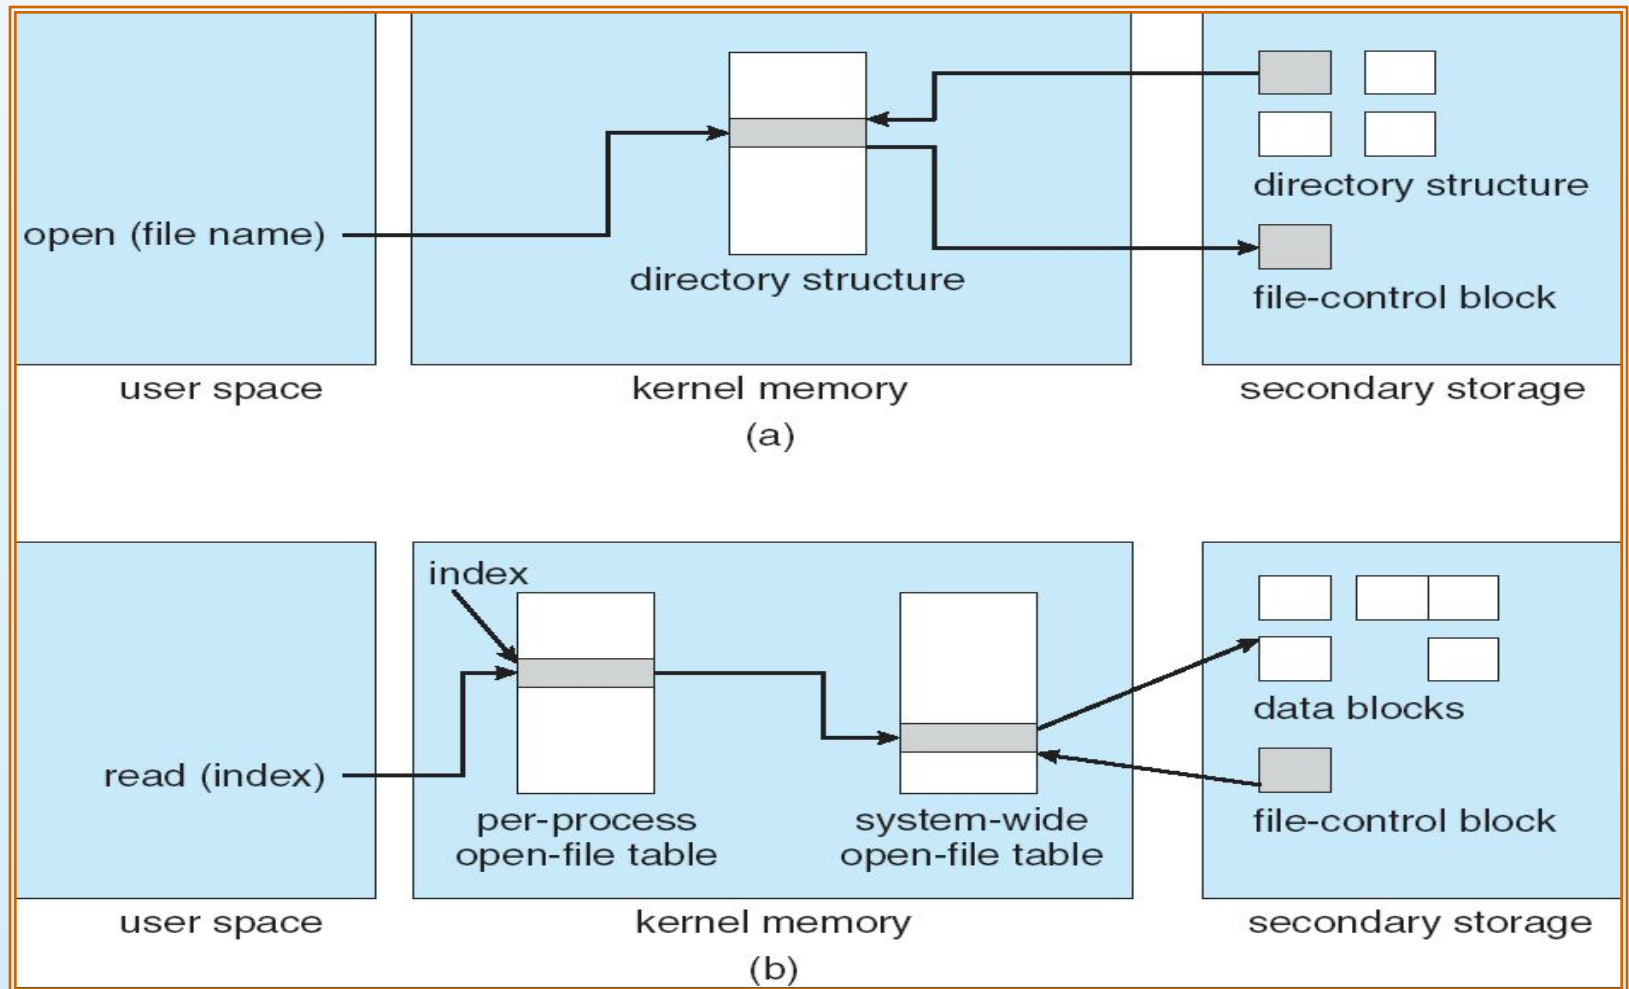 open (file name)
directory structure
directory structure
file-control block
user space
kernel memory
secondary storage
(a)
index
read (index)
per-process
open-file table
system-wide
open-file table
data blocks
file-control block
user space
kernel memory
secondary storage
(b)